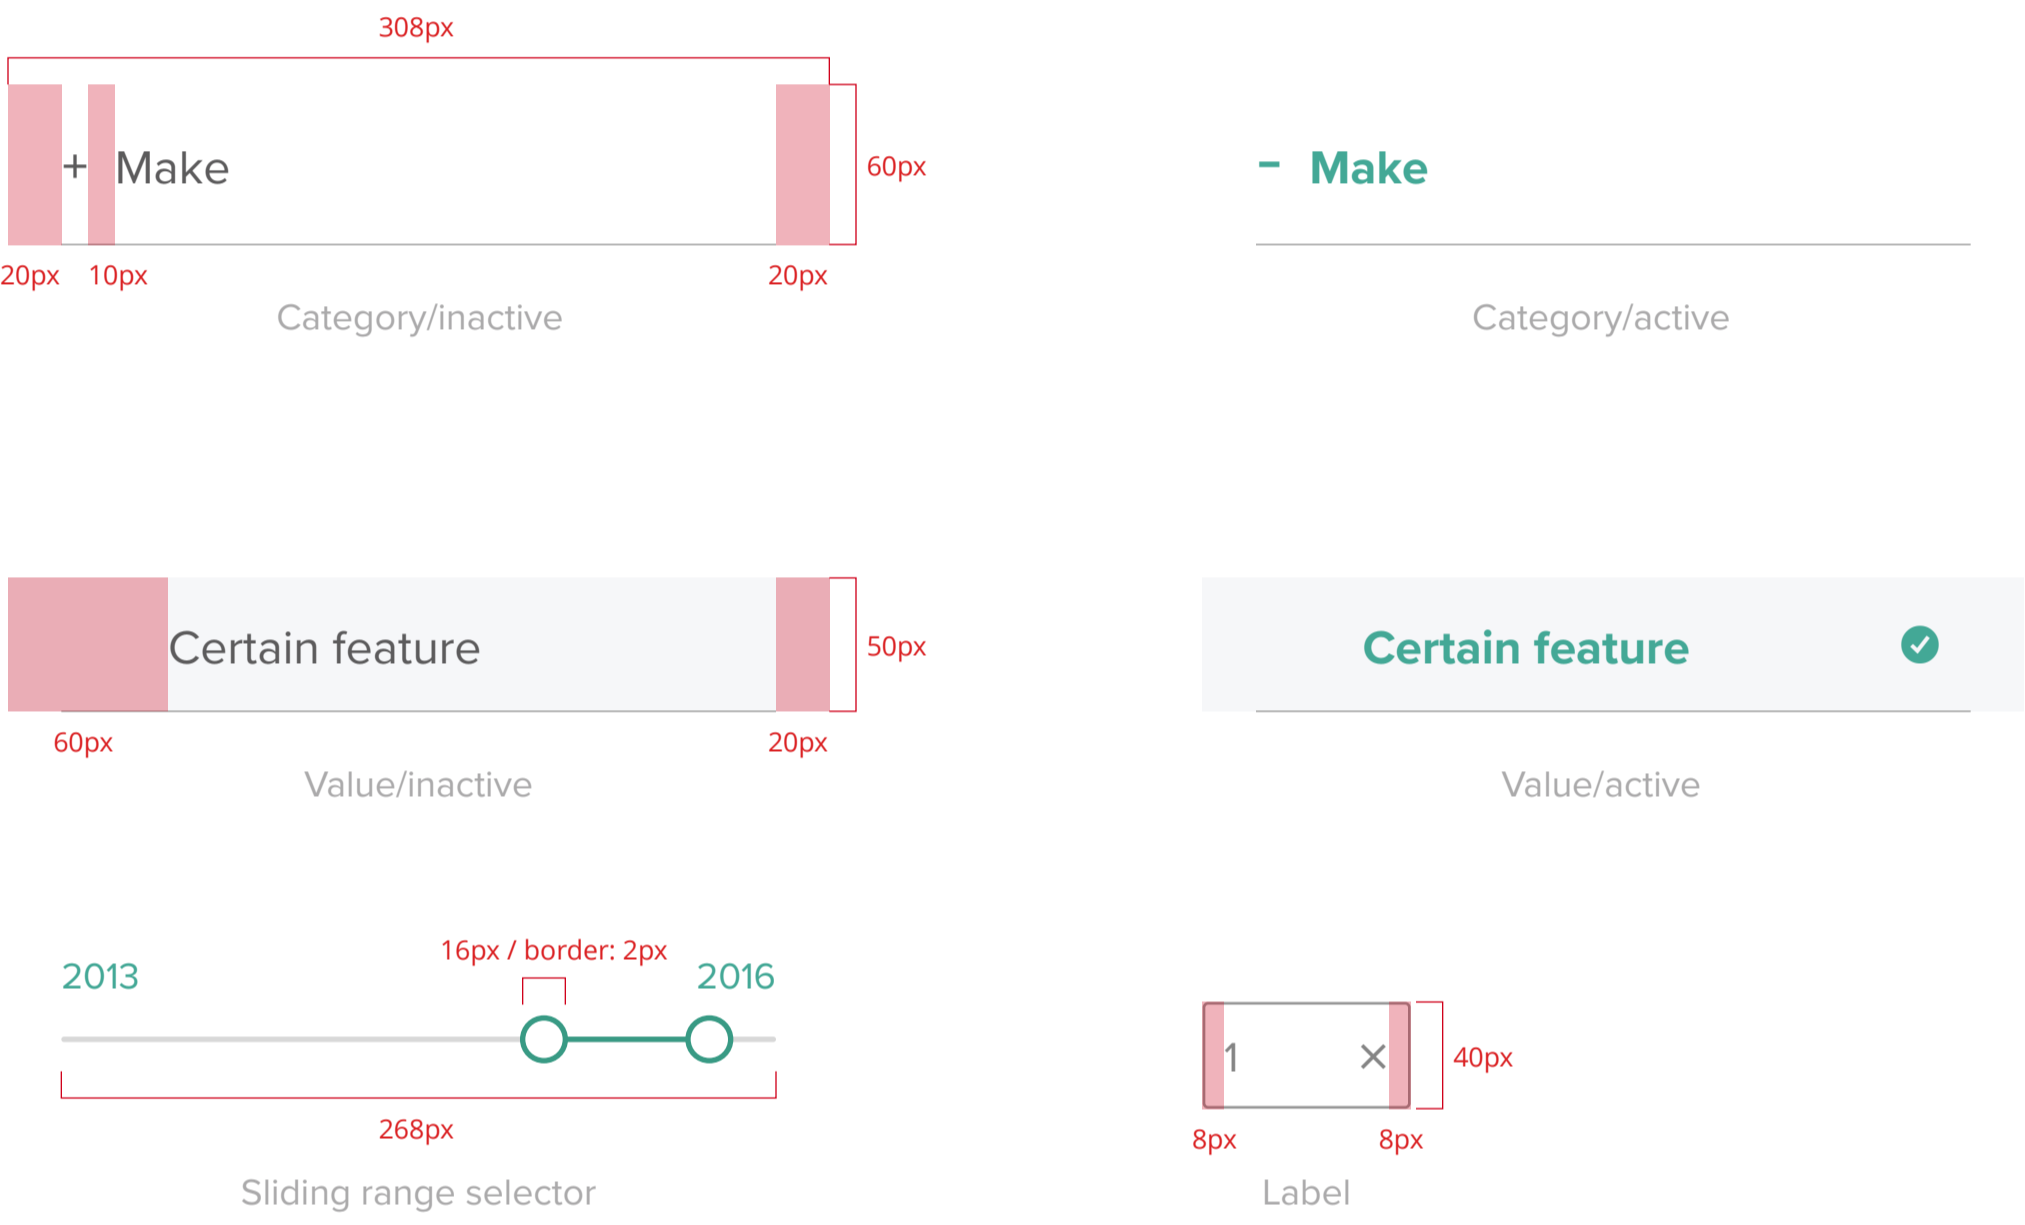 308px
+ Make
60px
20px 10px 20px
Category/inactive
− Make
Category/active
Certain feature
50px
60px 20px
Value/inactive
Certain feature
Value/active
16px / border: 2px
2013 2016
268px
Sliding range selector
1 ×
40px
8px 8px
Label